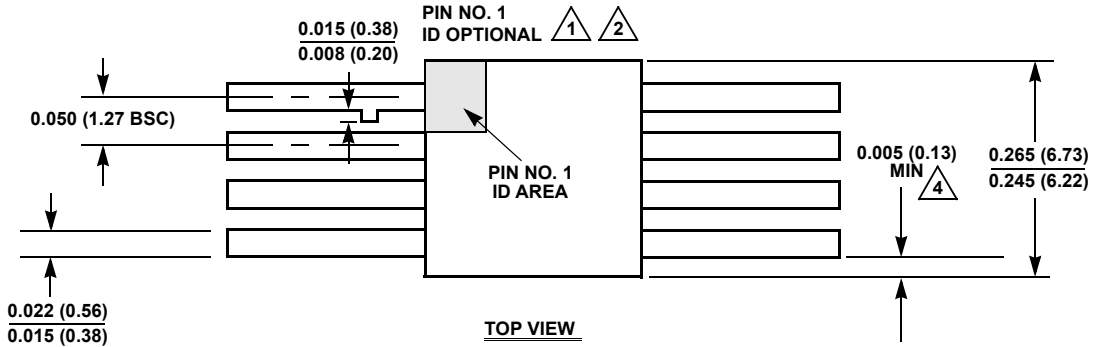 PIN NO. 1
ID OPTIONAL 1 2
0.015 (0.38)
0.008 (0.20)
0.050 (1.27 BSC)
PIN NO. 1
ID AREA
0.005 (0.13)
MIN 4
0.265 (6.73)
0.245 (6.22)
0.022 (0.56)
0.015 (0.38)
TOP VIEW